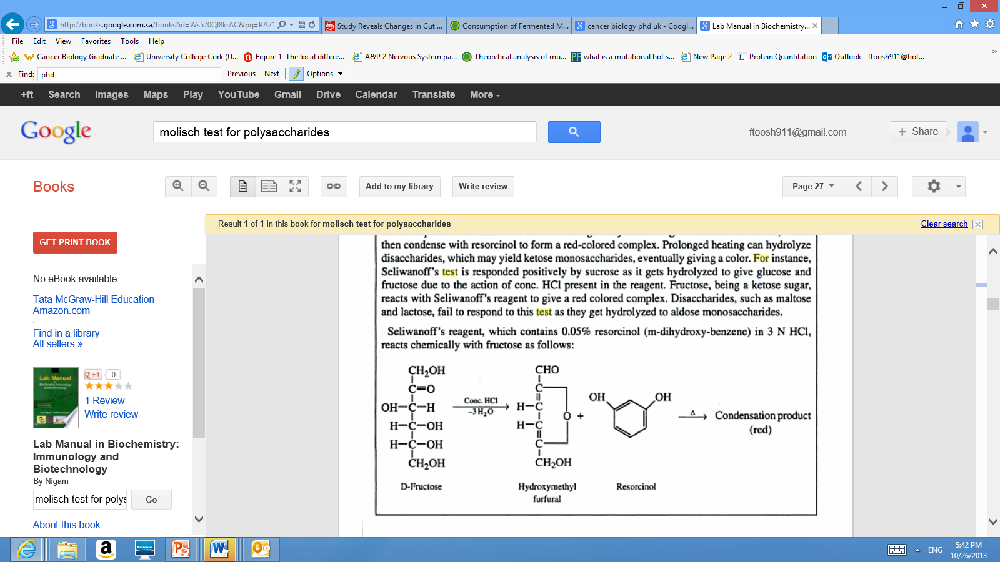 http://books.google.com.sa/books?id=Ws570QI8krAC&pg=PA21
Study Reveals Changes in Gut ...
Consumption of Fermented M...
cancer biology phd uk - Googl...
Lab Manual in Biochemistry...
File Edit View Favorites Tools Help
Cancer Biology Graduate ... University College Cork (U... Figure 1 The local differe... A&P 2 Nervous System pa... Theoretical analysis of mu... what is a mutational hot s... New Page 2 Protein Quantitation Outlook - ftoosh911@hot...
Find: phd Previous Next Options
+ft Search Images Maps Play YouTube Gmail Drive Calendar Translate More
Google molisch test for polysaccharides ftoosh911@gmail.com + Share
Books Add to my library Write review Page 27
Result 1 of 1 in this book for molisch test for polysaccharides Clear search
GET PRINT BOOK
No eBook available
Tata McGraw-Hill Education
Amazon.com
Find in a library
All sellers »
Lab Manual
+1 0
1 Review
Write review
Lab Manual in Biochemistry:
Immunology and
Biotechnology
By Nigam
molisch test for polys Go
About this book
then condense with resorcinol to form a red-colored complex. Prolonged heating can hydrolyze
disaccharides, which may yield ketose monosaccharides, eventually giving a color. For instance,
Seliwanoff's test is responded positively by sucrose as it gets hydrolyzed to give glucose and
fructose due to the action of conc. HCl present in the reagent. Fructose, being a ketose sugar,
reacts with Seliwanoff's reagent to give a red colored complex. Disaccharides, such as maltose
and lactose, fail to respond to this test as they get hydrolyzed to aldose monosaccharides.
Seliwanoff's reagent, which contains 0.05% resorcinol (m-dihydroxy-benzene) in 3 N HCl,
reacts chemically with fructose as follows:
CH₂OH CHO
C=O C
OH OH
OH-C-H Conc. HCl H-C
-3H₂O O + Δ Condensation product
H-C-OH H-C (red)
H-C-OH C
CH₂OH CH₂OH
D-Fructose Hydroxymethyl Resorcinol
furfural
lenovo
ENG
5:42 PM
10/26/2013